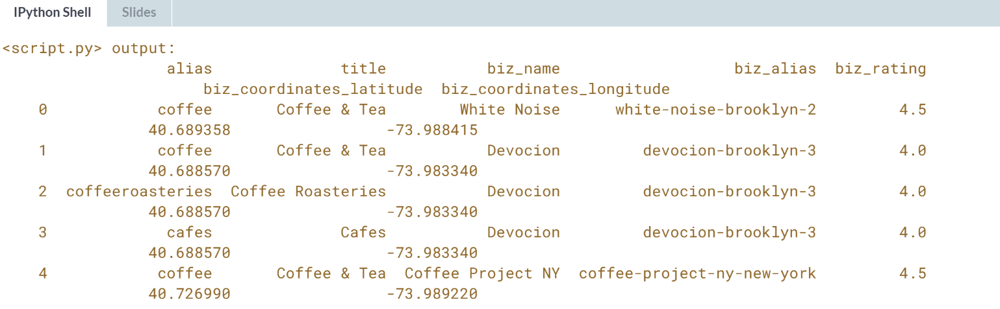 IPython Shell Slides
<script.py> output:
alias title biz_name biz_alias biz_rating
biz_coordinates_latitude biz_coordinates_longitude
0 coffee Coffee & Tea White Noise white-noise-brooklyn-2 4.5
40.689358 -73.988415
1 coffee Coffee & Tea Devocion devocion-brooklyn-3 4.0
40.688570 -73.983340
2 coffeeroasteries Coffee Roasteries Devocion devocion-brooklyn-3 4.0
40.688570 -73.983340
3 cafes Cafes Devocion devocion-brooklyn-3 4.0
40.688570 -73.983340
4 coffee Coffee & Tea Coffee Project NY coffee-project-ny-new-york 4.5
40.726990 -73.989220